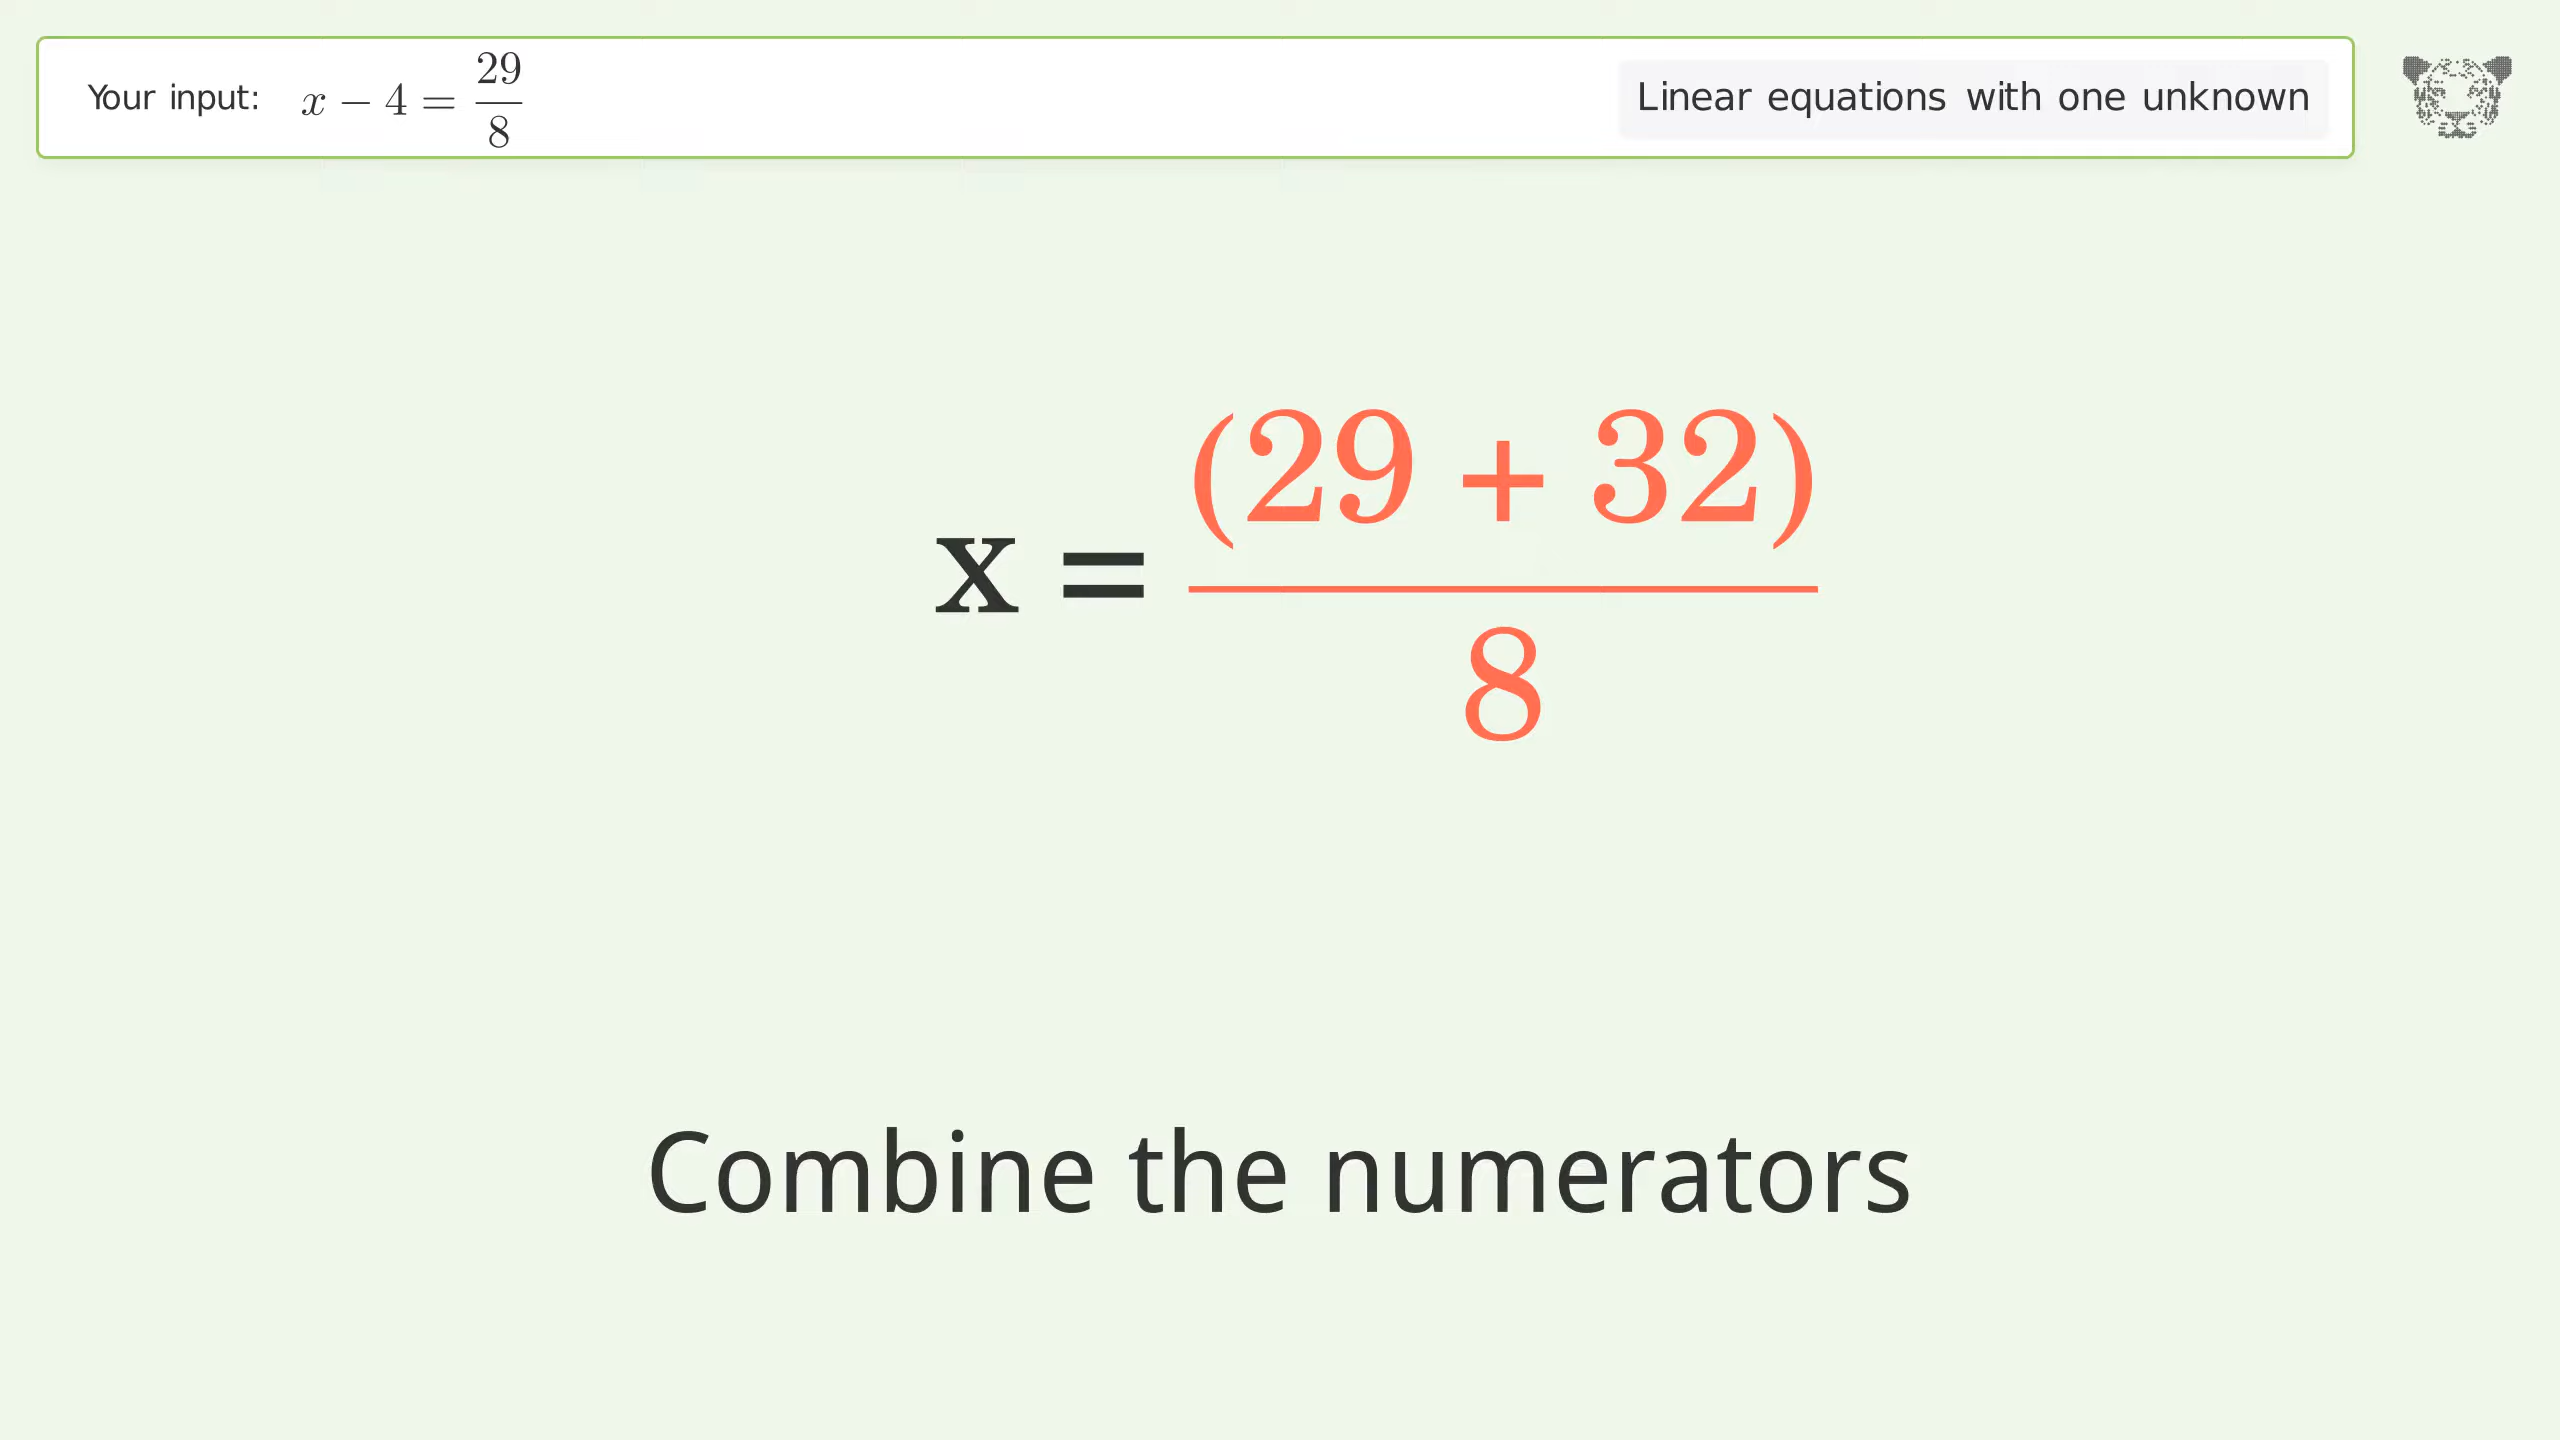 Your input: x − 4 = 29/8
Linear equations with one unknown
x = (29 + 32)/8
Combine the numerators